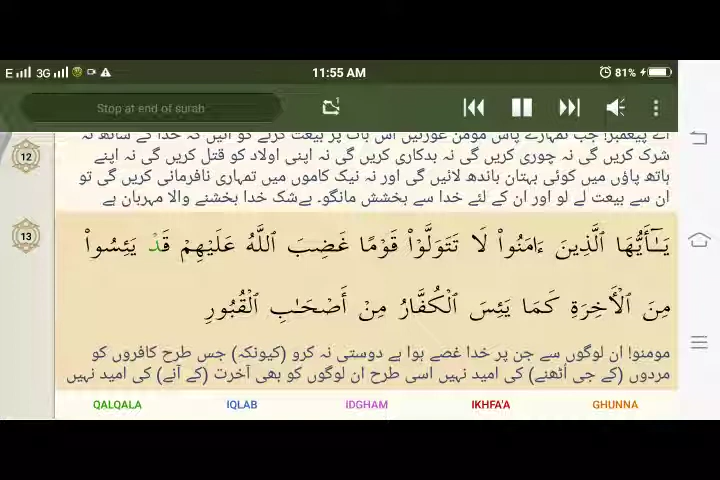 E 3G 11:55 AM 81%
Stop at end of surah
اے پیغمبر! جب تمہارے پاس مومن عورتیں اس بات پر بیعت کرنے کو آئیں کہ خدا کے ساتھ نہ
12
شرک کریں گی نہ چوری کریں گی نہ بدکاری کریں گی نہ اپنی اولاد کو قتل کریں گی نہ اپنے
ہاتھ پاؤں میں کوئی بہتان باندھ لائیں گی اور نہ نیک کاموں میں تمہاری نافرمانی کریں گی تو
ان سے بیعت لے لو اور ان کے لئے خدا سے بخشش مانگو۔ بےشک خدا بخشنے والا مہربان ہے
13
يَـٰٓأَيُّهَا ٱلَّذِينَ ءَامَنُوا۟ لَا تَتَوَلَّوْا۟ قَوْمًا غَضِبَ ٱللَّهُ عَلَيْهِمْ قَدْ يَئِسُوا۟
مِنَ ٱلْـَٔاخِرَةِ كَمَا يَئِسَ ٱلْكُفَّارُ مِنْ أَصْحَـٰبِ ٱلْقُبُورِ
مومنو! ان لوگوں سے جن پر خدا غصے ہوا ہے دوستی نہ کرو (کیونکہ) جس طرح کافروں کو
مردوں (کے جی اُٹھنے) کی امید نہیں اسی طرح ان لوگوں کو بھی آخرت (کے آنے) کی امید نہیں
QALQALA IQLAB IDGHAM IKHFA'A GHUNNA